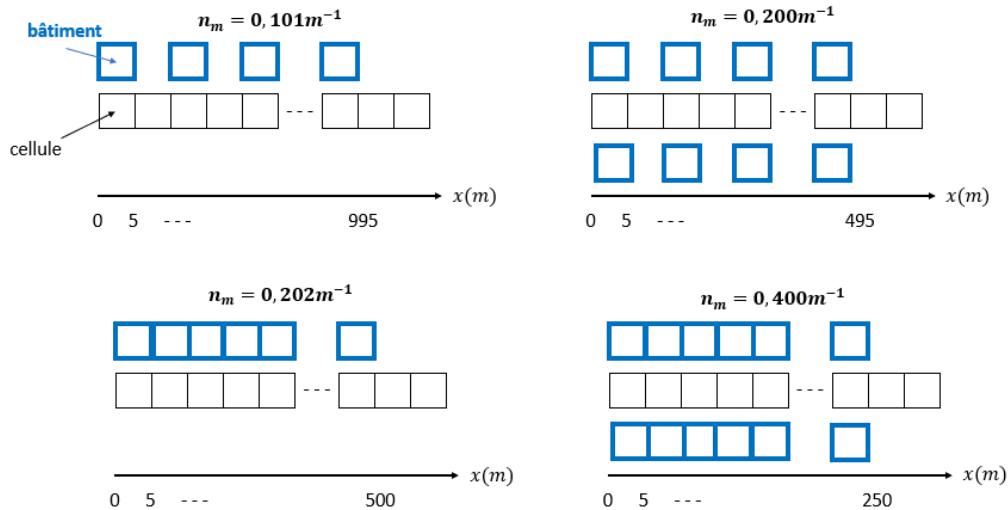 n_m = 0,101m⁻¹
bâtiment
cellule
x(m)
0 5 - - - 995
n_m = 0,200m⁻¹
x(m)
0 5 - - - 495
n_m = 0,202m⁻¹
x(m)
0 5 - - - 500
n_m = 0,400m⁻¹
x(m)
0 5 - - - 250